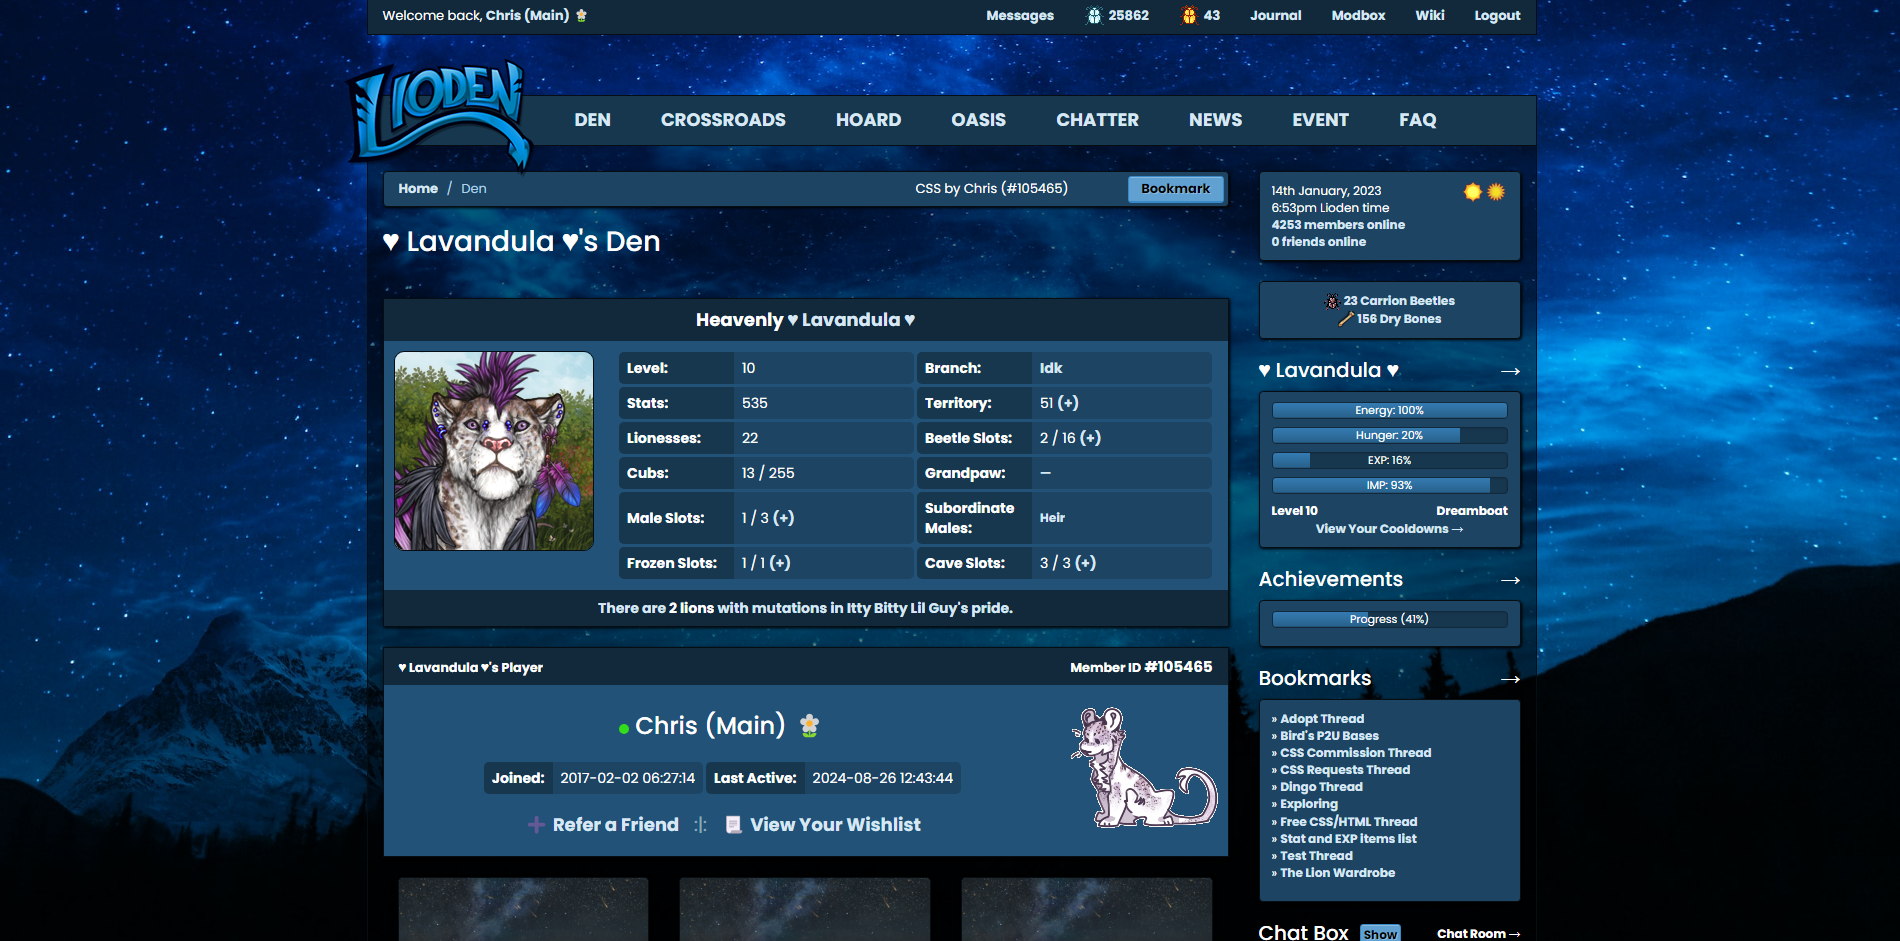 Welcome back, Chris (Main)
Messages 25862 43 Journal Modbox Wiki Logout
LIODEN
DEN CROSSROADS HOARD OASIS CHATTER NEWS EVENT FAQ
Home / Den CSS by Chris (#105465) Bookmark
♥ Lavandula ♥'s Den
Heavenly ♥ Lavandula ♥
Level: 10 Branch: Idk
Stats: 535 Territory: 51 (+)
Lionesses: 22 Beetle Slots: 2 / 16 (+)
Cubs: 13 / 255 Grandpaw: —
Male Slots: 1 / 3 (+) Subordinate Males: Heir
Frozen Slots: 1 / 1 (+) Cave Slots: 3 / 3 (+)
There are 2 lions with mutations in Itty Bitty Lil Guy's pride.
♥ Lavandula ♥'s Player Member ID #105465
Chris (Main)
Joined: 2017-02-02 06:27:14 Last Active: 2024-08-26 12:43:44
Refer a Friend :|: View Your Wishlist
14th January, 2023
6:53pm Lioden time
4253 members online
0 friends online
23 Carrion Beetles
156 Dry Bones
♥ Lavandula ♥ →
Energy: 100%
Hunger: 20%
EXP: 16%
IMP: 93%
Level 10 Dreamboat
View Your Cooldowns →
Achievements →
Progress (41%)
Bookmarks →
» Adopt Thread
» Bird's P2U Bases
» CSS Commission Thread
» CSS Requests Thread
» Dingo Thread
» Exploring
» Free CSS/HTML Thread
» Stat and EXP items list
» Test Thread
» The Lion Wardrobe
Chat Box Show Chat Room →